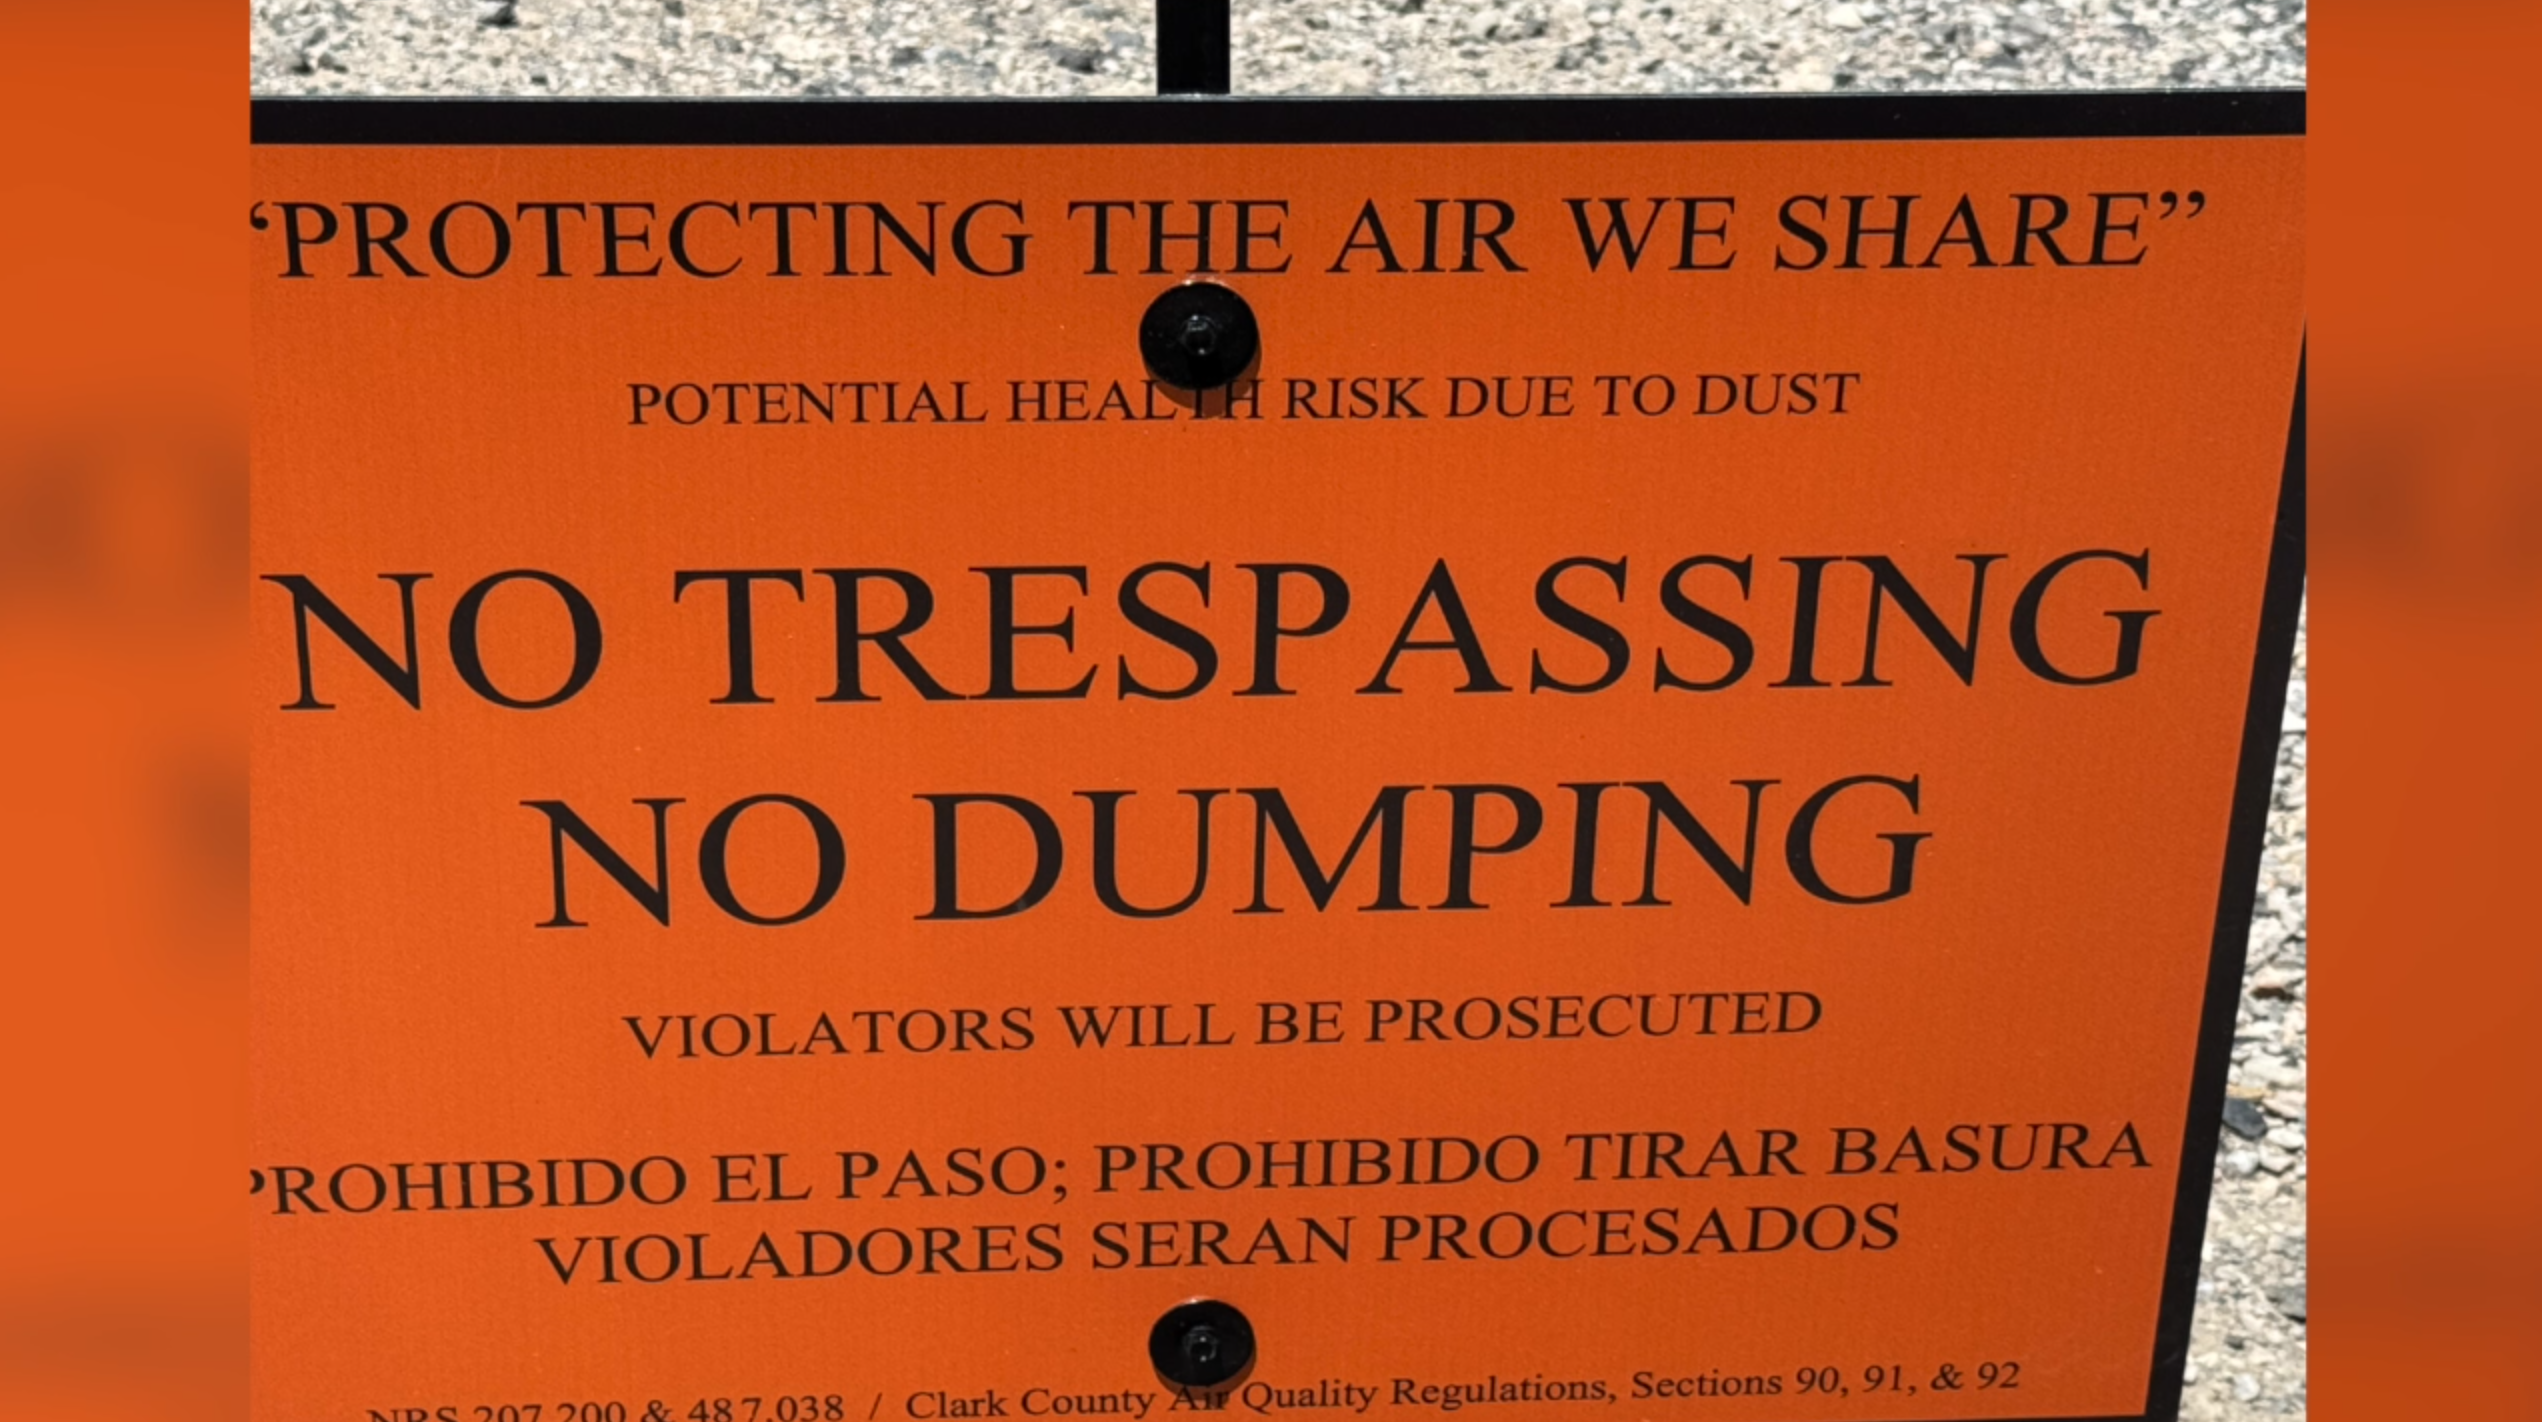 “PROTECTING THE AIR WE SHARE”
POTENTIAL HEALTH RISK DUE TO DUST
NO TRESPASSING
NO DUMPING
VIOLATORS WILL BE PROSECUTED
PROHIBIDO EL PASO; PROHIBIDO TIRAR BASURA
VIOLADORES SERAN PROCESADOS
NRS 207.200 & 487.038 / Clark County Air Quality Regulations, Sections 90, 91, & 92